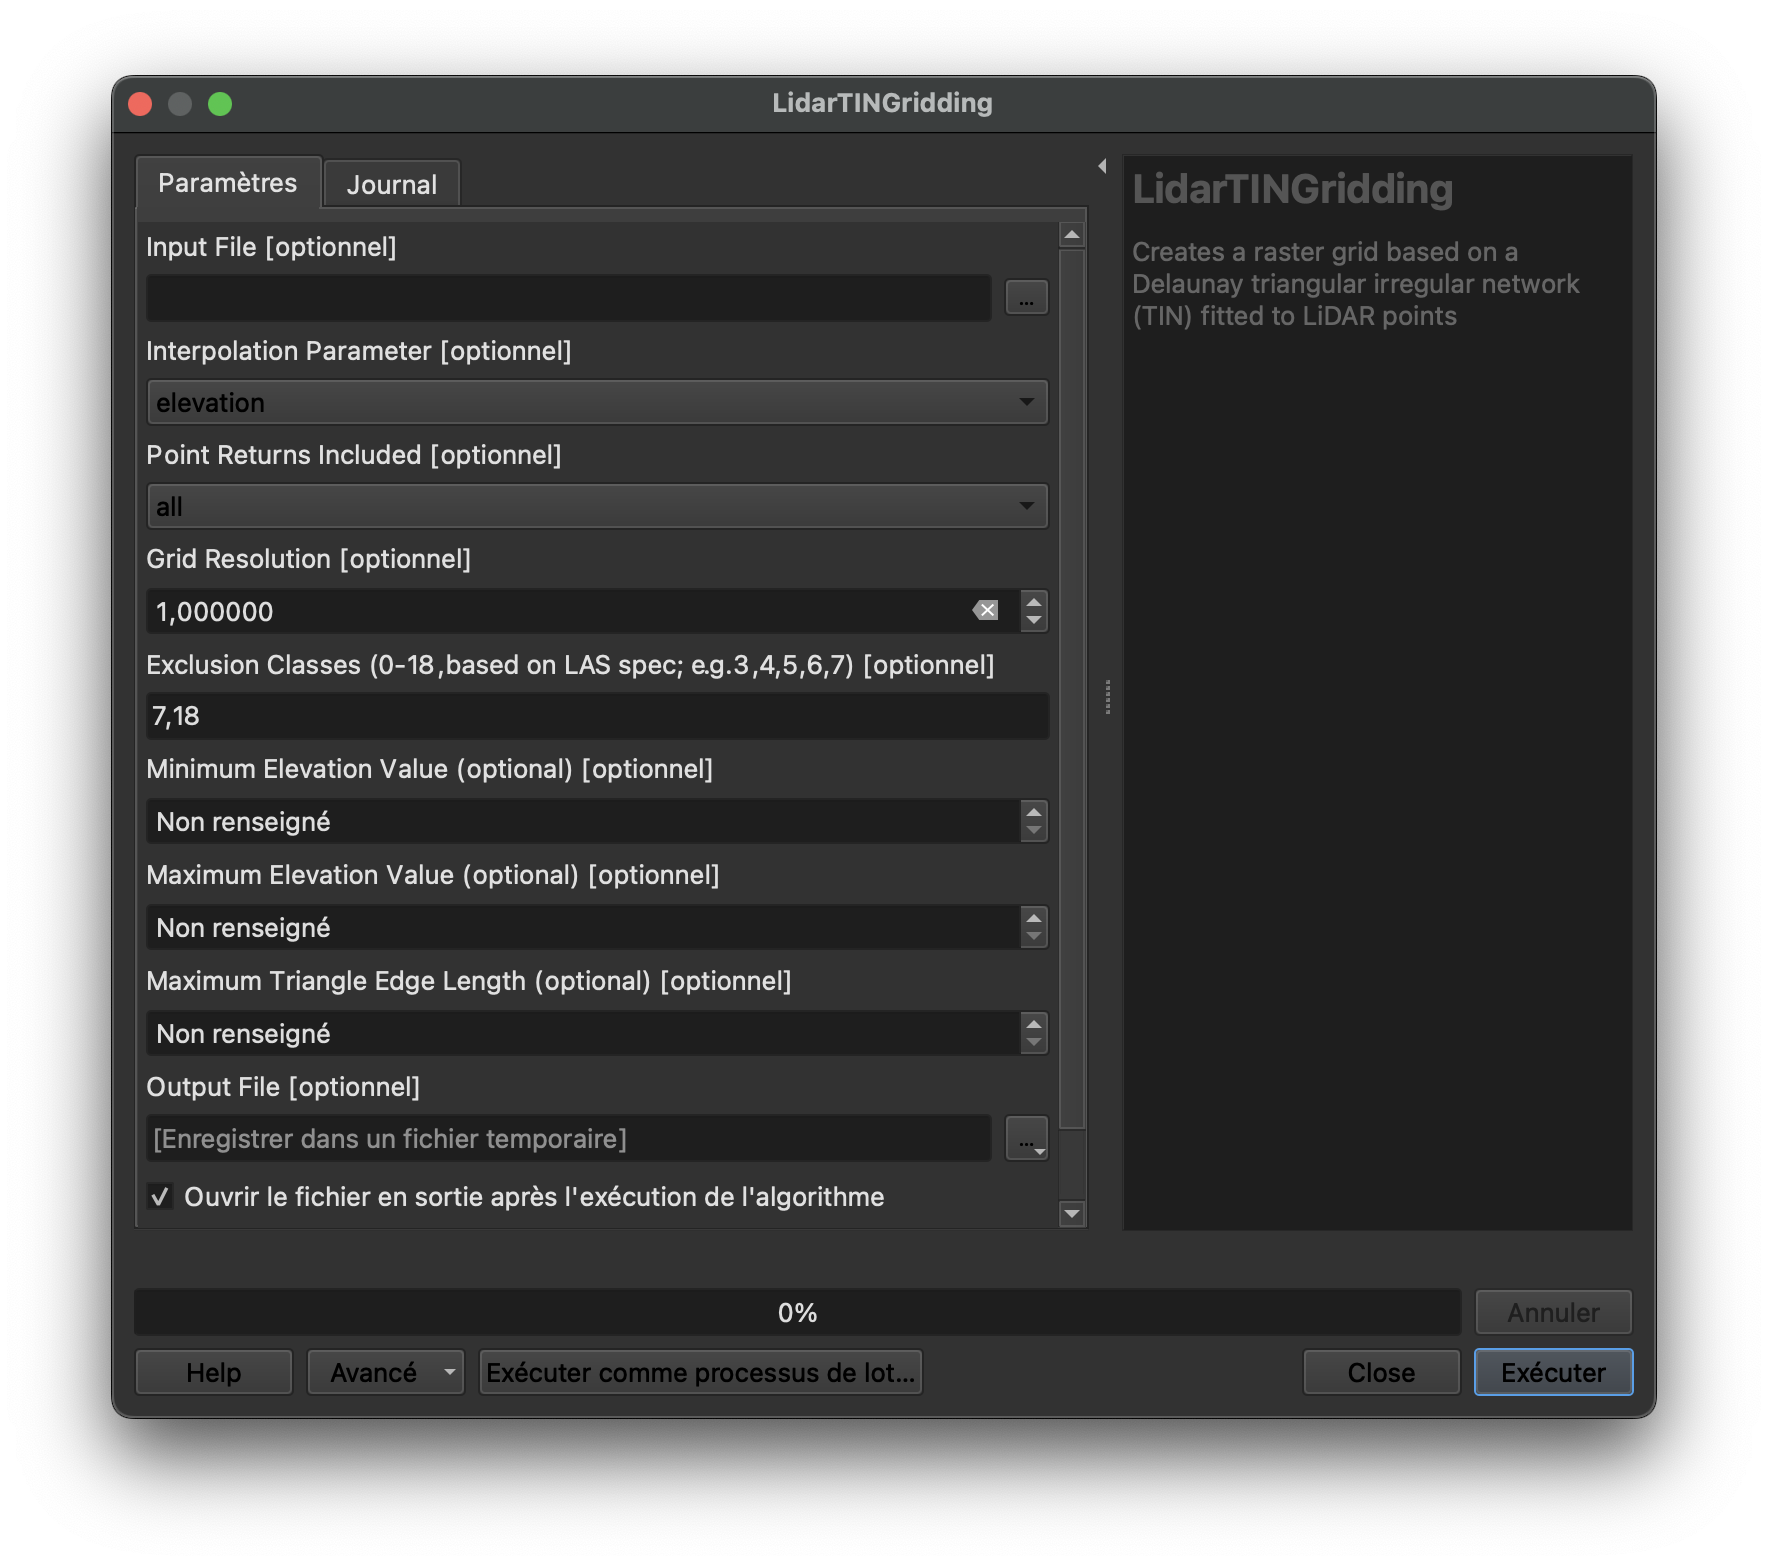 LidarTINGridding
Paramètres
Journal
Input File [optionnel]
...
Interpolation Parameter [optionnel]
elevation
Point Returns Included [optionnel]
all
Grid Resolution [optionnel]
1,000000
Exclusion Classes (0-18,based on LAS spec; e.g.3,4,5,6,7) [optionnel]
7,18
Minimum Elevation Value (optional) [optionnel]
Non renseigné
Maximum Elevation Value (optional) [optionnel]
Non renseigné
Maximum Triangle Edge Length (optional) [optionnel]
Non renseigné
Output File [optionnel]
[Enregistrer dans un fichier temporaire]
...
Ouvrir le fichier en sortie après l'exécution de l'algorithme
LidarTINGridding
Creates a raster grid based on a
Delaunay triangular irregular network
(TIN) fitted to LiDAR points
0%
Annuler
Help
Avancé
Exécuter comme processus de lot...
Close
Exécuter